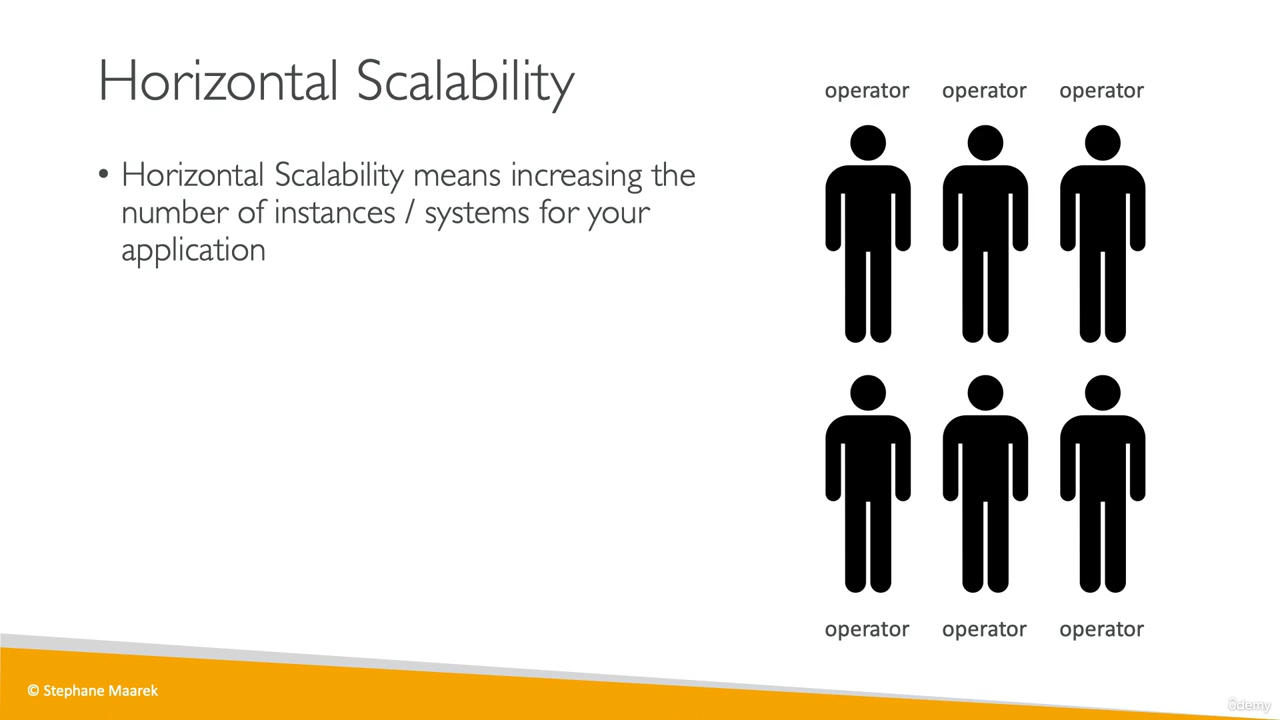 Horizontal Scalability
• Horizontal Scalability means increasing the
number of instances / systems for your
application
operator operator operator
operator operator operator
© Stephane Maarek
ûdemy